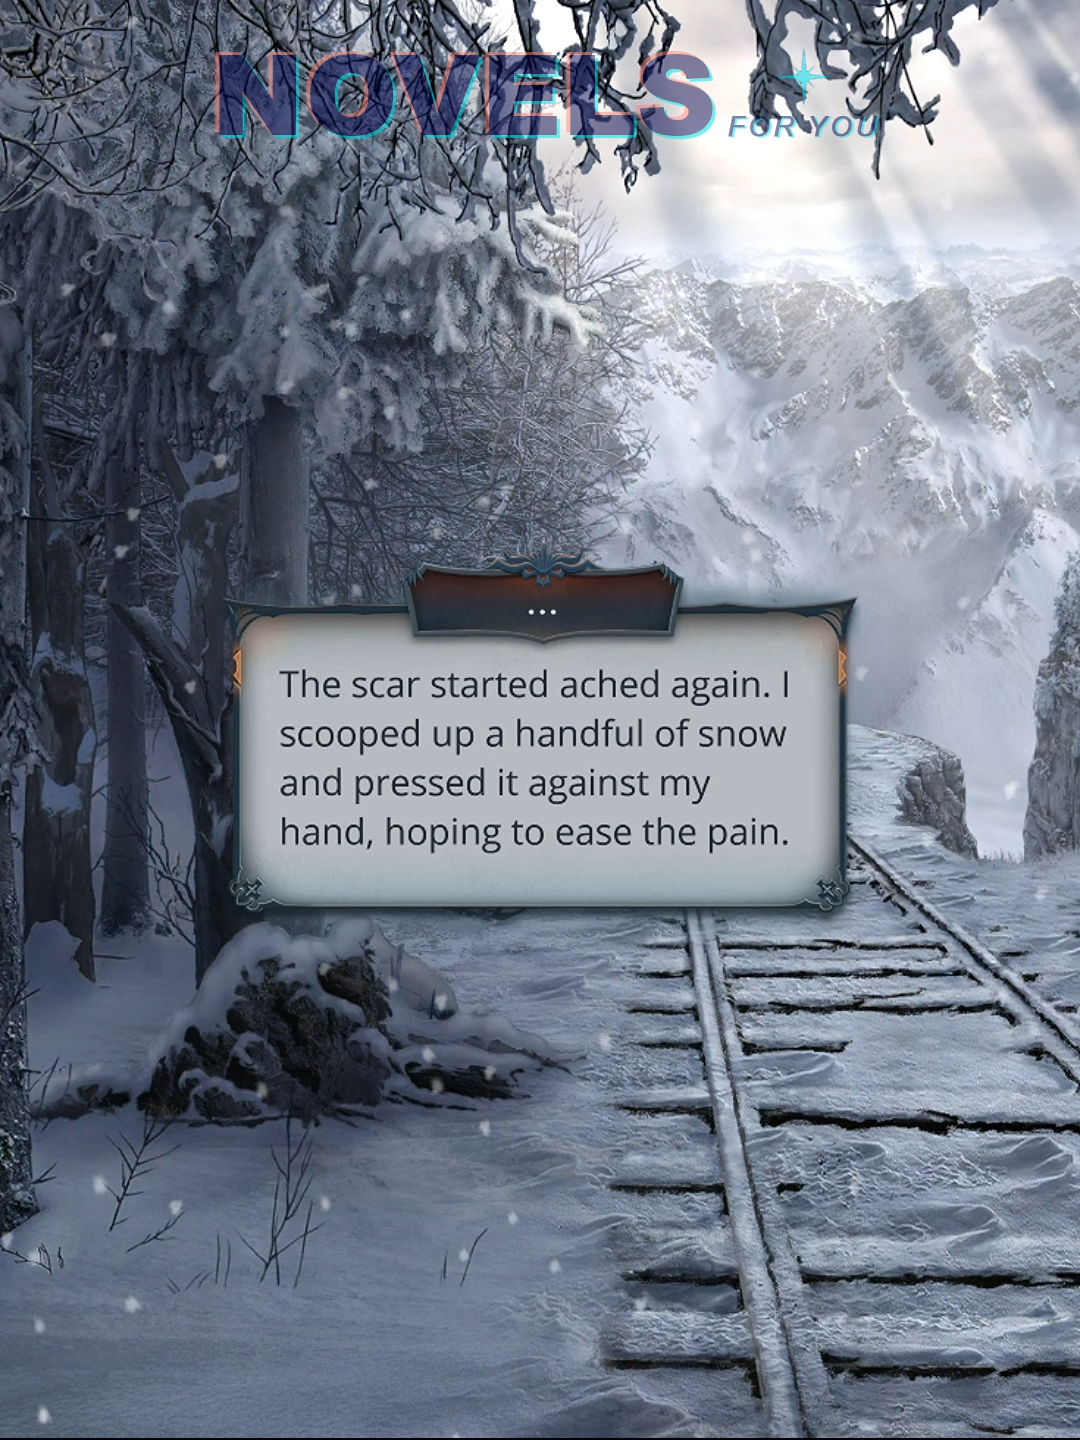 NOVELS
FOR YOU
...
The scar started ached again. I
scooped up a handful of snow
and pressed it against my
hand, hoping to ease the pain.